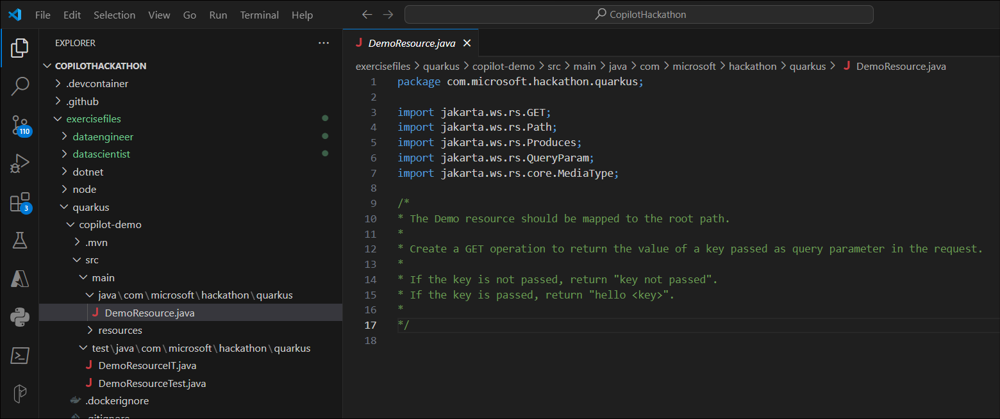 File Edit Selection View Go Run Terminal Help
CopilotHackathon
EXPLORER
COPILOTHACKATHON
.devcontainer
.github
exercisefiles
dataengineer
datascientist
dotnet
node
quarkus
copilot-demo
.mvn
src
main
java\com\microsoft\hackathon\quarkus
DemoResource.java
resources
test\java\com\microsoft\hackathon\quarkus
DemoResourceIT.java
DemoResourceTest.java
.dockerignore
.gitignore
110
3
J DemoResource.java
exercisefiles > quarkus > copilot-demo > src > main > java > com > microsoft > hackathon > quarkus > J DemoResource.java
1 package com.microsoft.hackathon.quarkus;
2
3 import jakarta.ws.rs.GET;
4 import jakarta.ws.rs.Path;
5 import jakarta.ws.rs.Produces;
6 import jakarta.ws.rs.QueryParam;
7 import jakarta.ws.rs.core.MediaType;
8
9 /*
10 * The Demo resource should be mapped to the root path.
11 *
12 * Create a GET operation to return the value of a key passed as query parameter in the request.
13 *
14 * If the key is not passed, return "key not passed".
15 * If the key is passed, return "hello <key>".
16 *
17 */
18